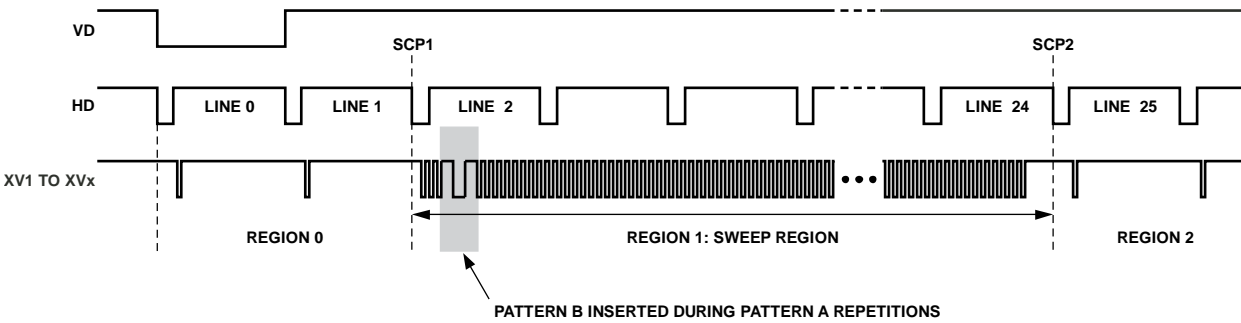 VD
SCP1
SCP2
HD
LINE 0
LINE 1
LINE 2
LINE 24
LINE 25
XV1 TO XVx
REGION 0
REGION 1: SWEEP REGION
REGION 2
PATTERN B INSERTED DURING PATTERN A REPETITIONS